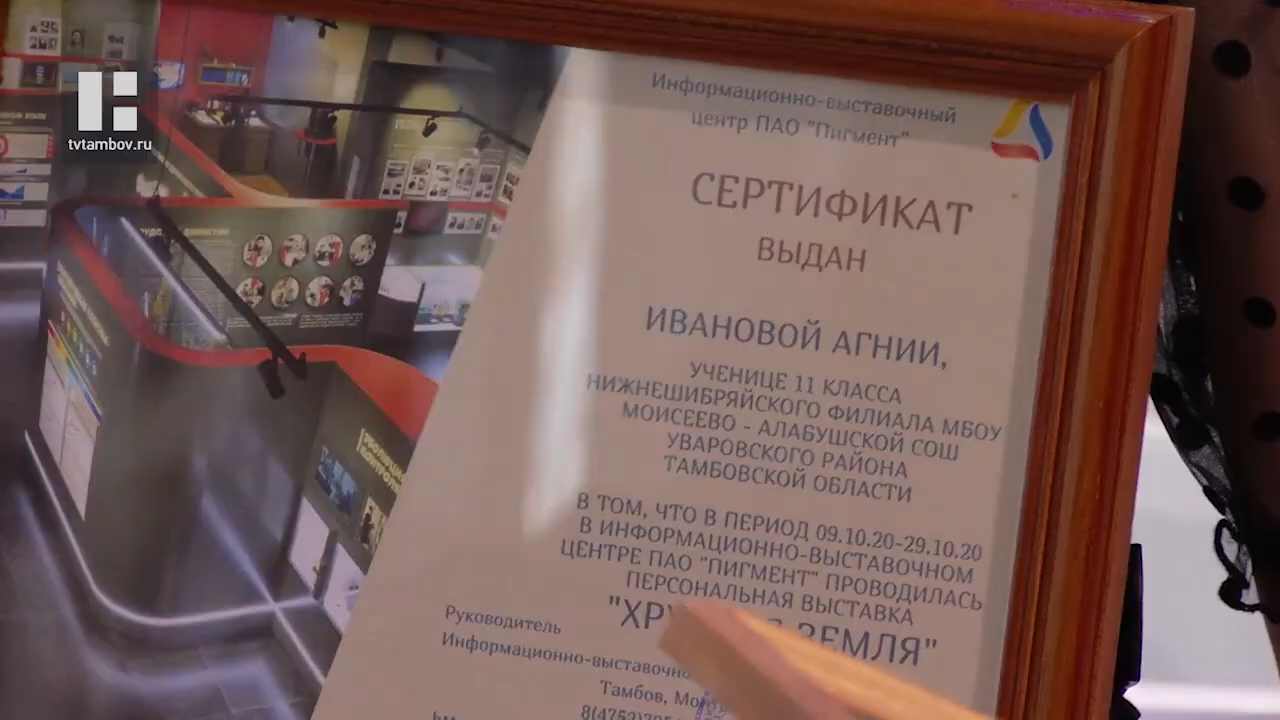 tvtambov.ru
Информационно-выставочный
центр ПАО "Пигмент"
СЕРТИФИКАТ
ВЫДАН
ИВАНОВОЙ АГНИИ,
УЧЕНИЦЕ 11 КЛАССА
НИЖНЕШИБРЯЙСКОГО ФИЛИАЛА МБОУ
МОИСЕЕВО - АЛАБУШСКОЙ СОШ
УВАРОВСКОГО РАЙОНА
ТАМБОВСКОЙ ОБЛАСТИ
В ТОМ, ЧТО В ПЕРИОД 09.10.20-29.10.20
В ИНФОРМАЦИОННО-ВЫСТАВОЧНОМ
ЦЕНТРЕ ПАО "ПИГМЕНТ" ПРОВОДИЛАСЬ
ПЕРСОНАЛЬНАЯ ВЫСТАВКА
ЗЕМЛЯ"
Руководитель
Тамбов,